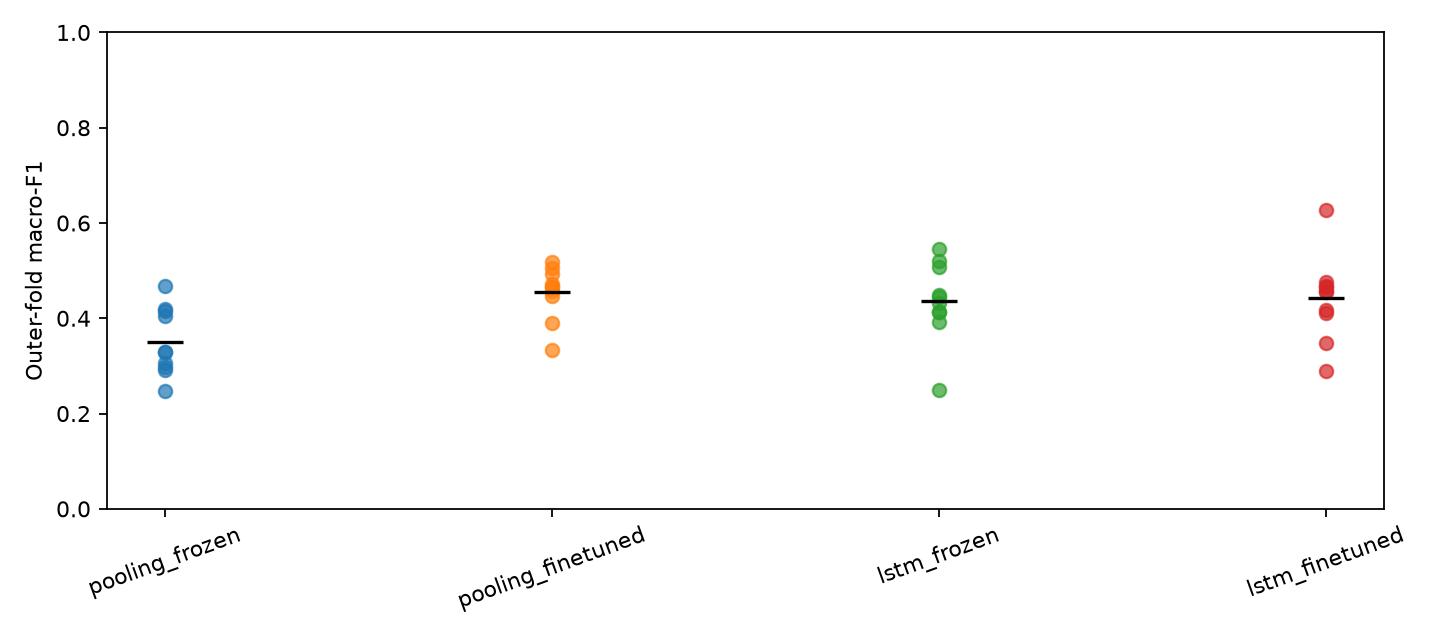 Outer-fold macro-F1
1.0
0.8
0.6
0.4
0.2
0.0
pooling_frozen
pooling_finetuned
lstm_frozen
lstm_finetuned